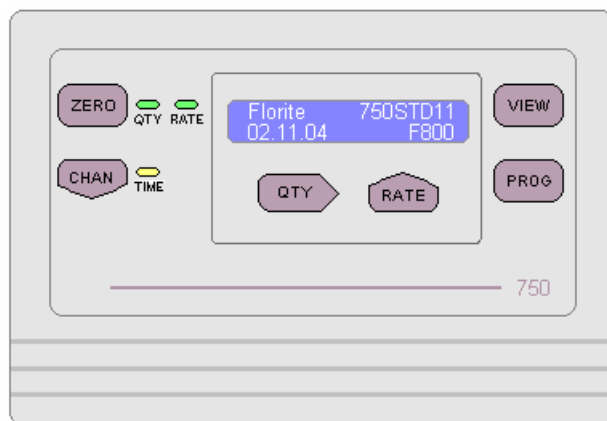 ZERO
QTY RATE
Florite 750STD11
02.11.04 F800
VIEW
CHAN
TIME
QTY
RATE
PROG
750